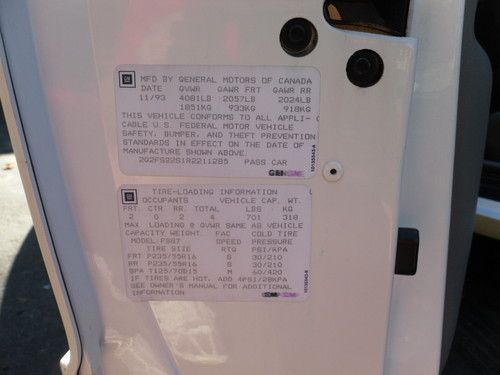 GM
MFD BY GENERAL MOTORS OF CANADA
DATE GVWR GAWR FRT GAWR RR
11/93 4081LB 2057LB 2024LB
1851KG 933KG 918KG
THIS VEHICLE CONFORMS TO ALL APPLI-
CABLE U.S. FEDERAL MOTOR VEHICLE
SAFETY, BUMPER, AND THEFT PREVENTION
STANDARDS IN EFFECT ON THE DATE OF
MANUFACTURE SHOWN ABOVE.
2G2FS22S1R2211285 PASS CAR
GM
TIRE-LOADING INFORMATION
OCCUPANTS VEHICLE CAP. WT.
FRT. CTR. RR. TOTAL LBS KG
2 0 2 4 701 318
MAX. LOADING @ GVWR SAME AS VEHICLE
CAPACITY WEIGHT. FAC COLD TIRE
MODEL FS87 SPEED PRESSURE
TIRE SIZE RTG PSI/KPA
FRT P235/55R16 S 30/210
RR P235/55R16 S 30/210
SPA T125/70D15 M 60/420
IF TIRES ARE HOT, ADD 4PSI/28KPA
SEE OWNER'S MANUAL FOR ADDITIONAL
INFORMATION